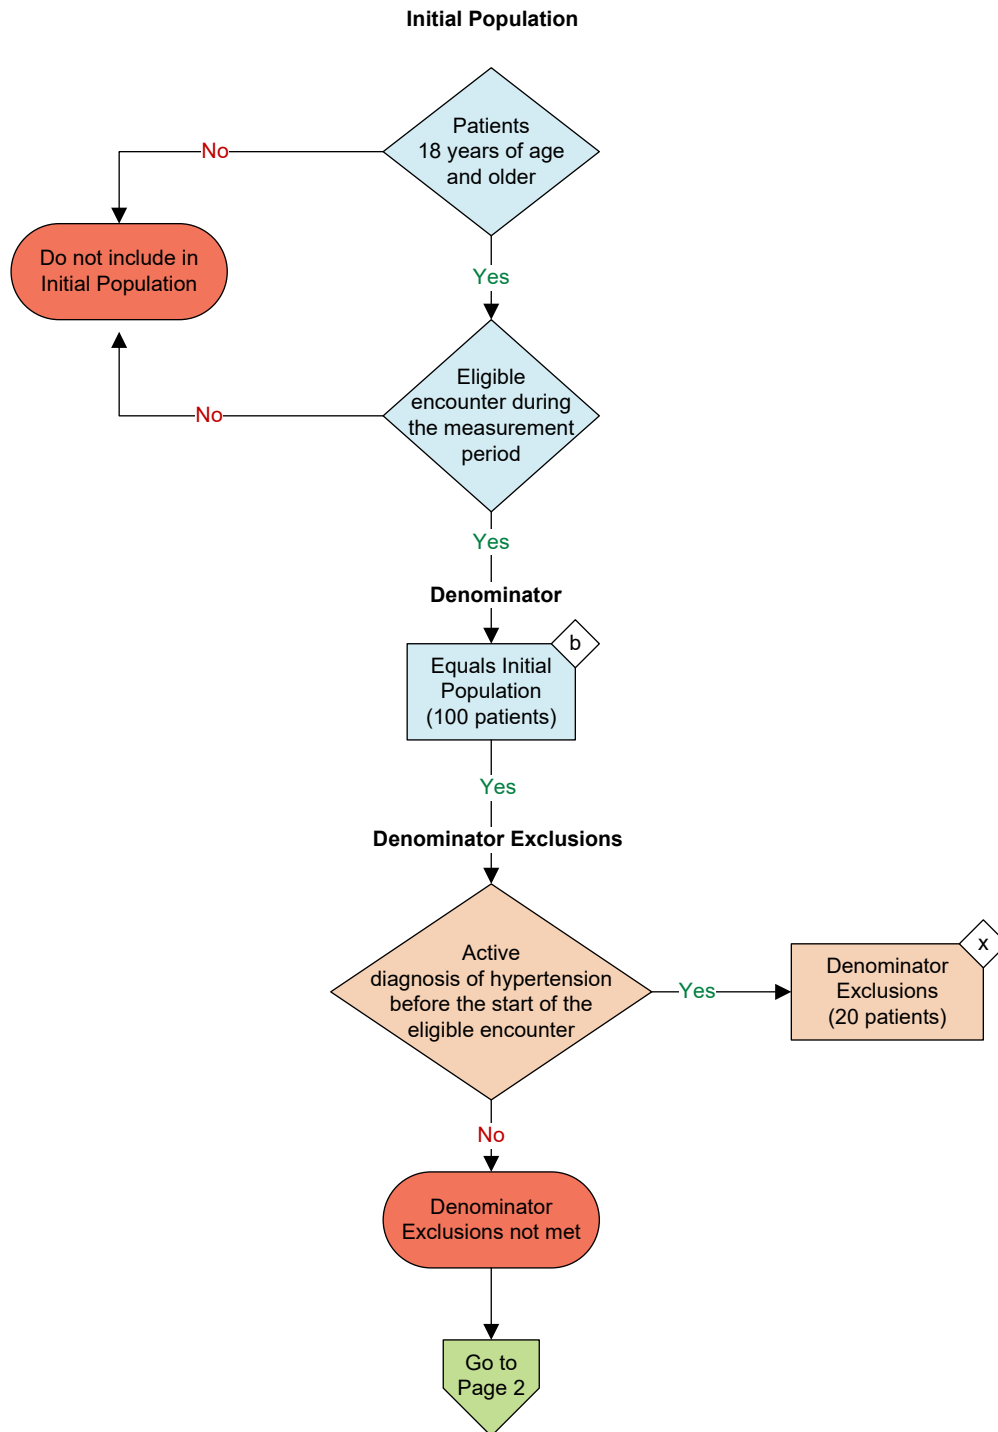 Initial Population
Patients
18 years of age
and older
No
Do not include in
Initial Population
Yes
Eligible
encounter during
the measurement
period
No
Yes
Denominator
b
Equals Initial
Population
(100 patients)
Yes
Denominator Exclusions
Active
diagnosis of hypertension
before the start of the
eligible encounter
Yes
x
Denominator
Exclusions
(20 patients)
No
Denominator
Exclusions not met
Go to
Page 2